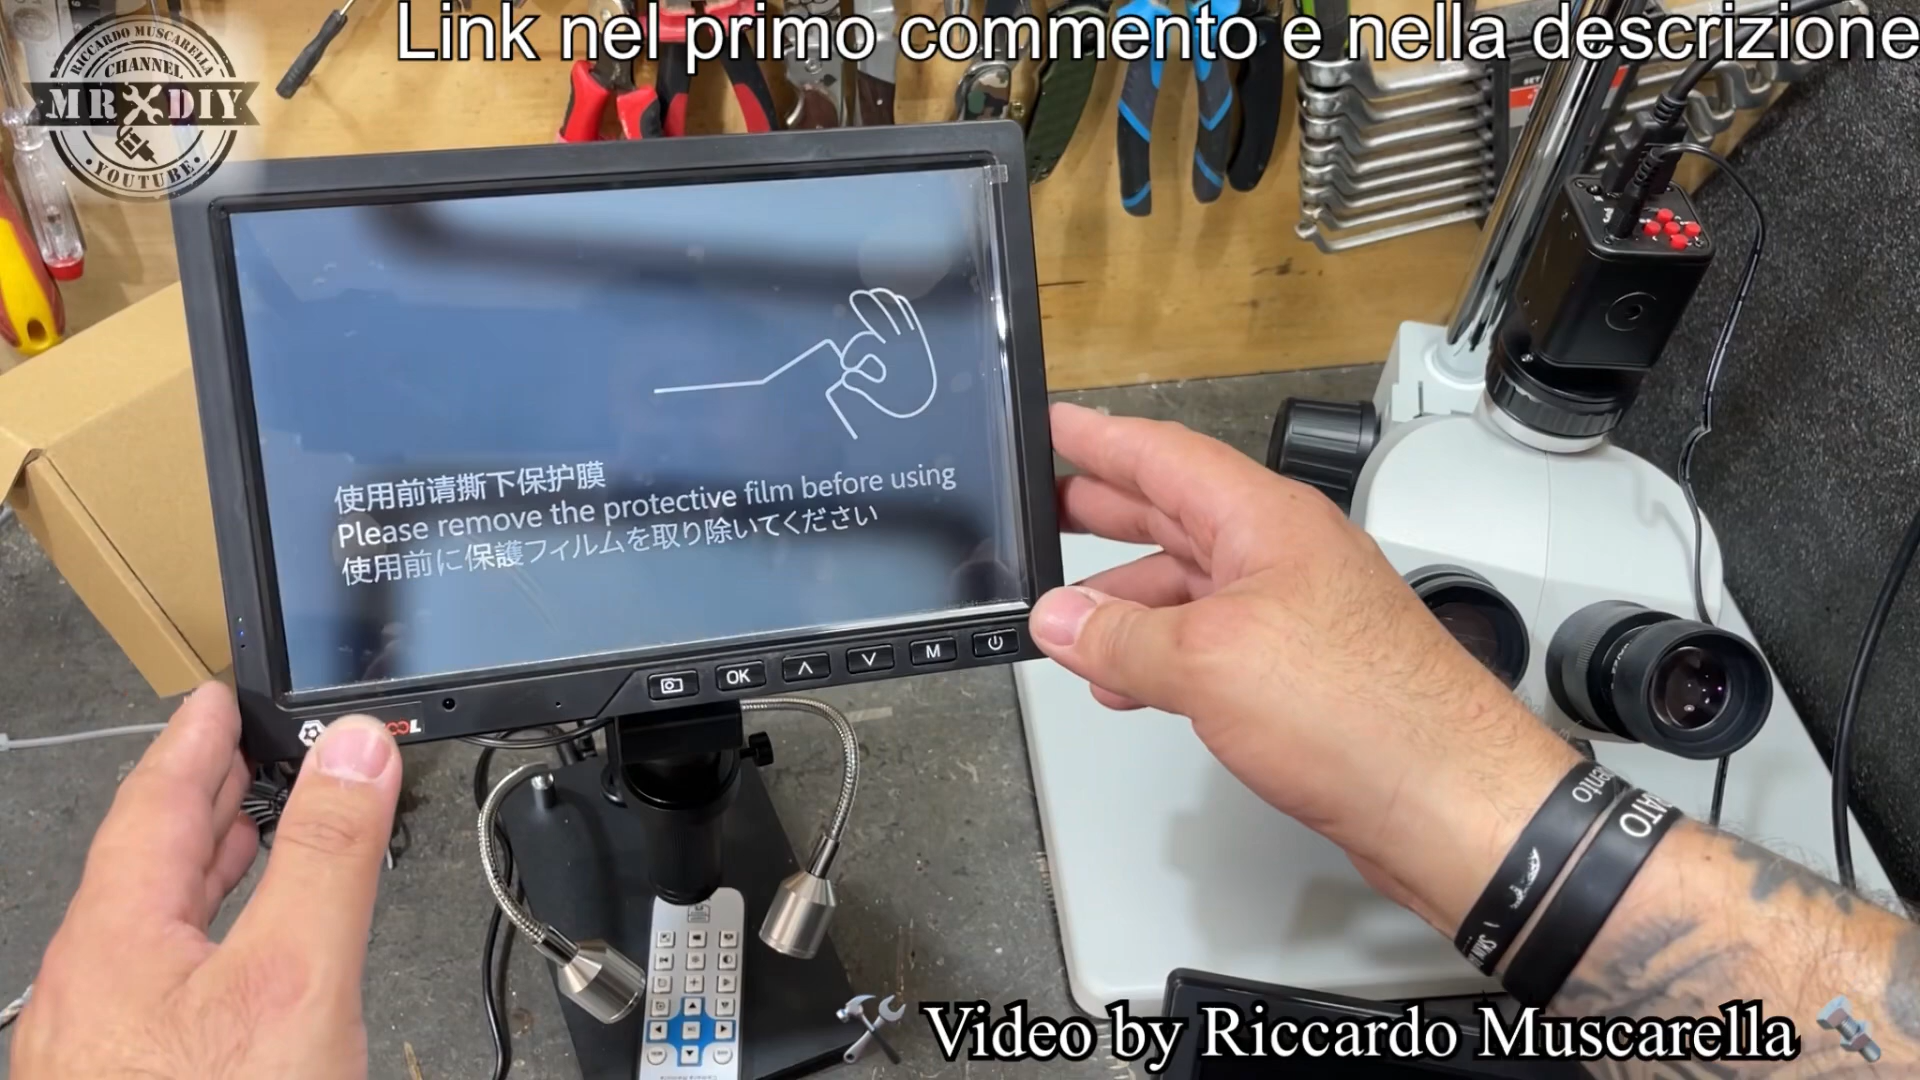 Link nel primo commento e nella descrizione
RICCARDO MUSCARELLA
CHANNEL
MR DIY
YOUTUBE
使用前请撕下保护膜
Please remove the protective film before using
使用前に保護フィルムを取り除いてください
OK
M
Video by Riccardo Muscarella